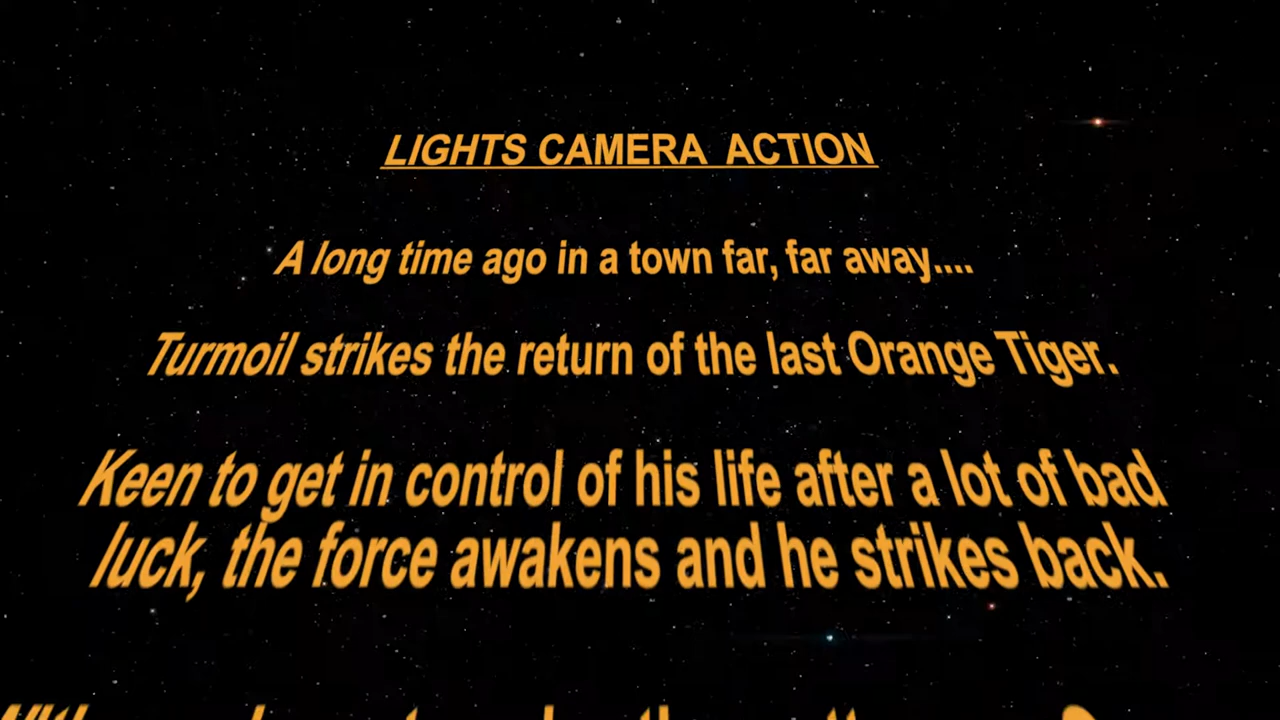 LIGHTS CAMERA ACTION
A long time ago in a town far, far away....
Turmoil strikes the return of the last Orange Tiger.
Keen to get in control of his life after a lot of bad
luck, the force awakens and he strikes back.